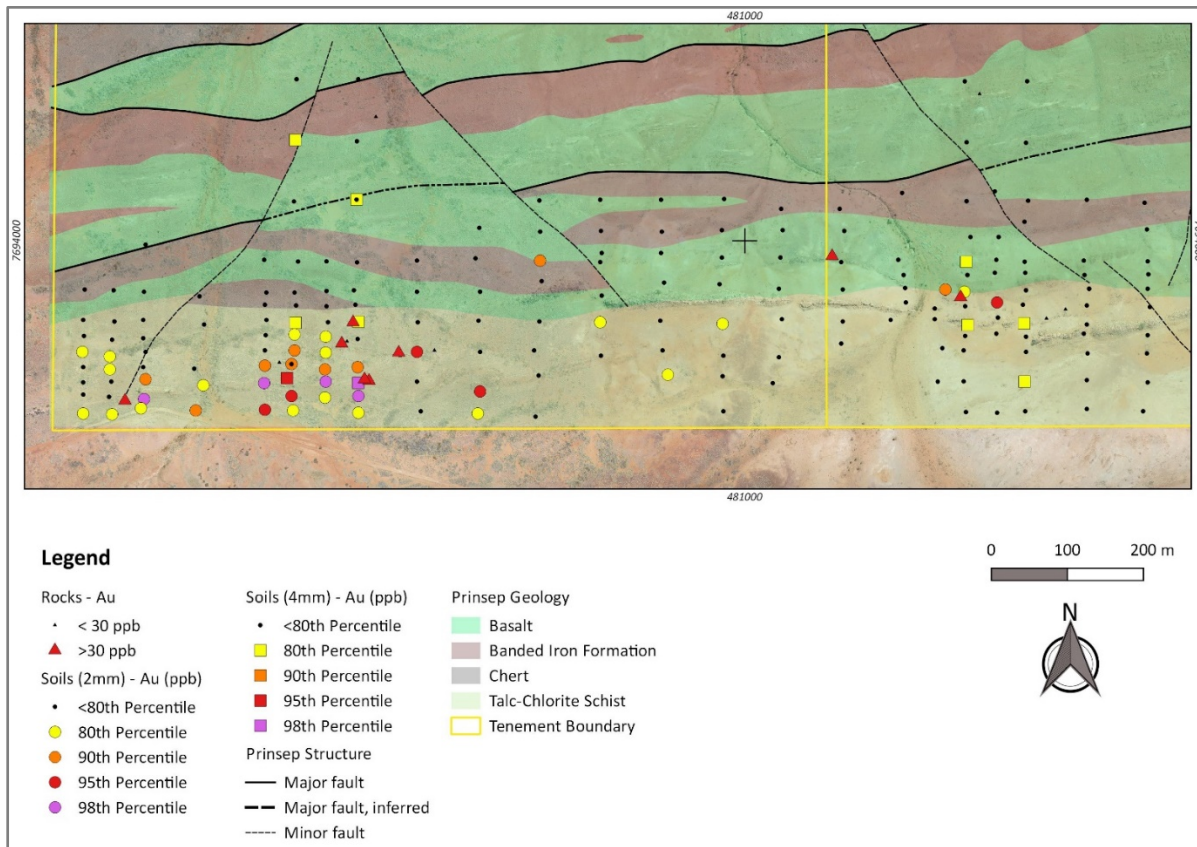 481000
7694000
7694000
481000
Legend
Rocks - Au
< 30 ppb
>30 ppb
Soils (2mm) - Au (ppb)
<80th Percentile
80th Percentile
90th Percentile
95th Percentile
98th Percentile
Soils (4mm) - Au (ppb)
<80th Percentile
80th Percentile
90th Percentile
95th Percentile
98th Percentile
Prinsep Structure
Major fault
Major fault, inferred
Minor fault
Prinsep Geology
Basalt
Banded Iron Formation
Chert
Talc-Chlorite Schist
Tenement Boundary
0 100 200 m
N